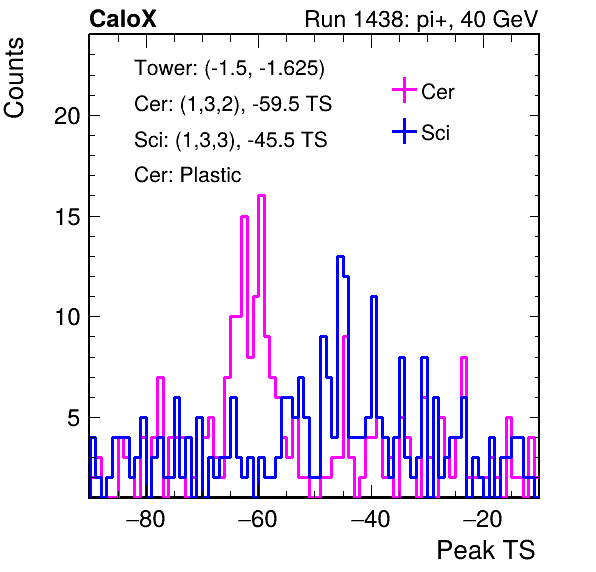 CaloX Run 1438: pi+, 40 GeV
Counts
Tower: (-1.5, -1.625)
Cer: (1,3,2), -59.5 TS
Sci: (1,3,3), -45.5 TS
Cer: Plastic
Cer
Sci
20
15
10
5
−80 −60 −40 −20
Peak TS